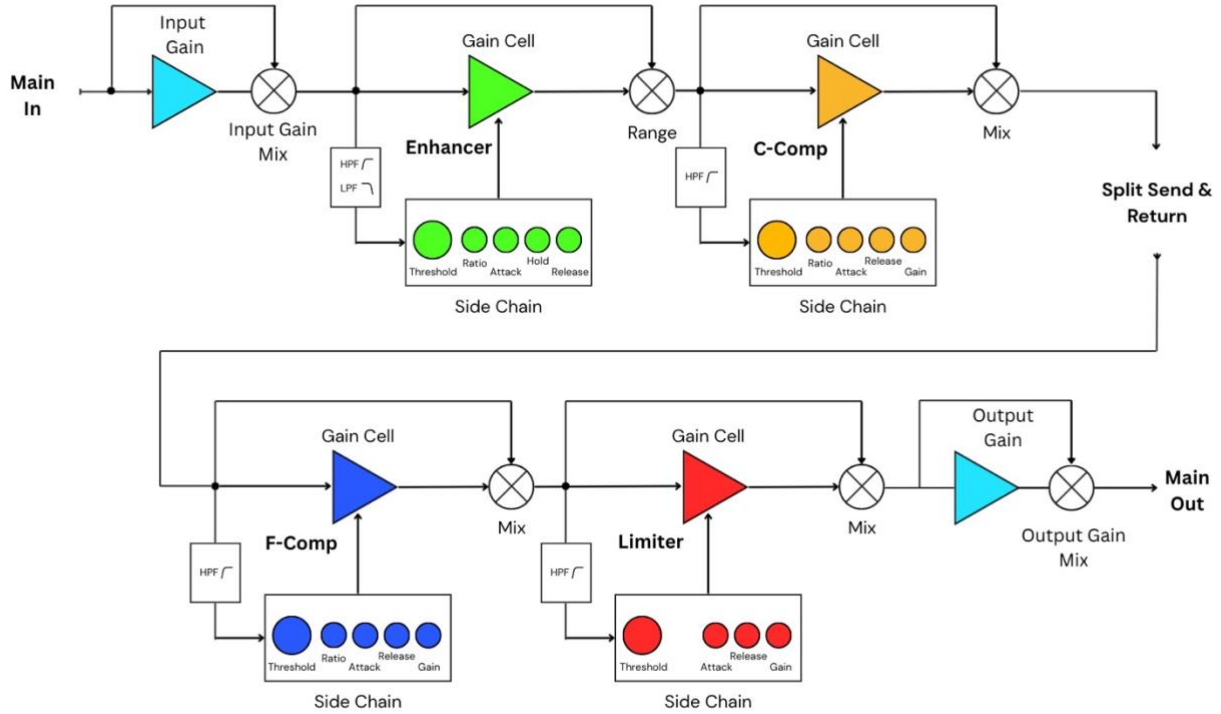 Main
In
Input
Gain
Input Gain
Mix
Gain Cell
Enhancer
Range
HPF
LPF
Threshold
Ratio
Attack
Hold
Release
Side Chain
Gain Cell
C-Comp
Mix
HPF
Threshold
Ratio
Attack
Release
Gain
Side Chain
Split Send &
Return
Gain Cell
F-Comp
Mix
HPF
Threshold
Ratio
Attack
Release
Gain
Side Chain
Gain Cell
Limiter
Mix
HPF
Threshold
Attack
Release
Gain
Side Chain
Output
Gain
Output Gain
Mix
Main
Out